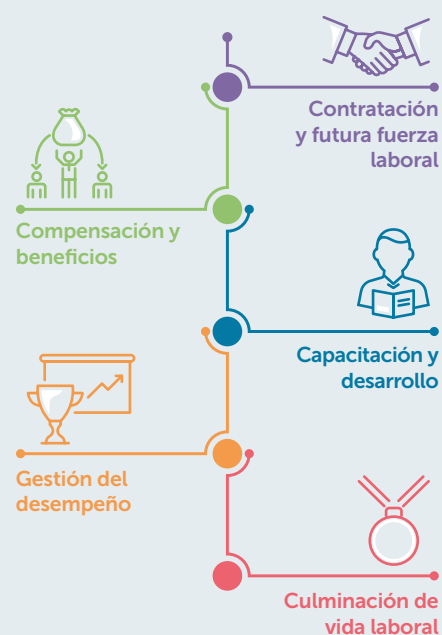 Contratación
y futura fuerza
laboral
Compensación y
beneficios
Capacitación y
desarrollo
Gestión del
desempeño
Culminación de
vida laboral